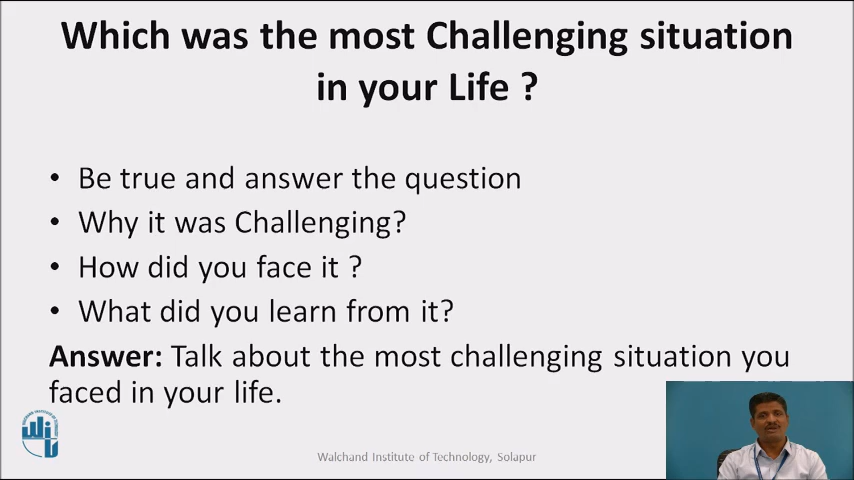 Which was the most Challenging situation
in your Life ?
• Be true and answer the question
• Why it was Challenging?
• How did you face it ?
• What did you learn from it?
Answer: Talk about the most challenging situation you
faced in your life.
Walchand Institute of Technology, Solapur